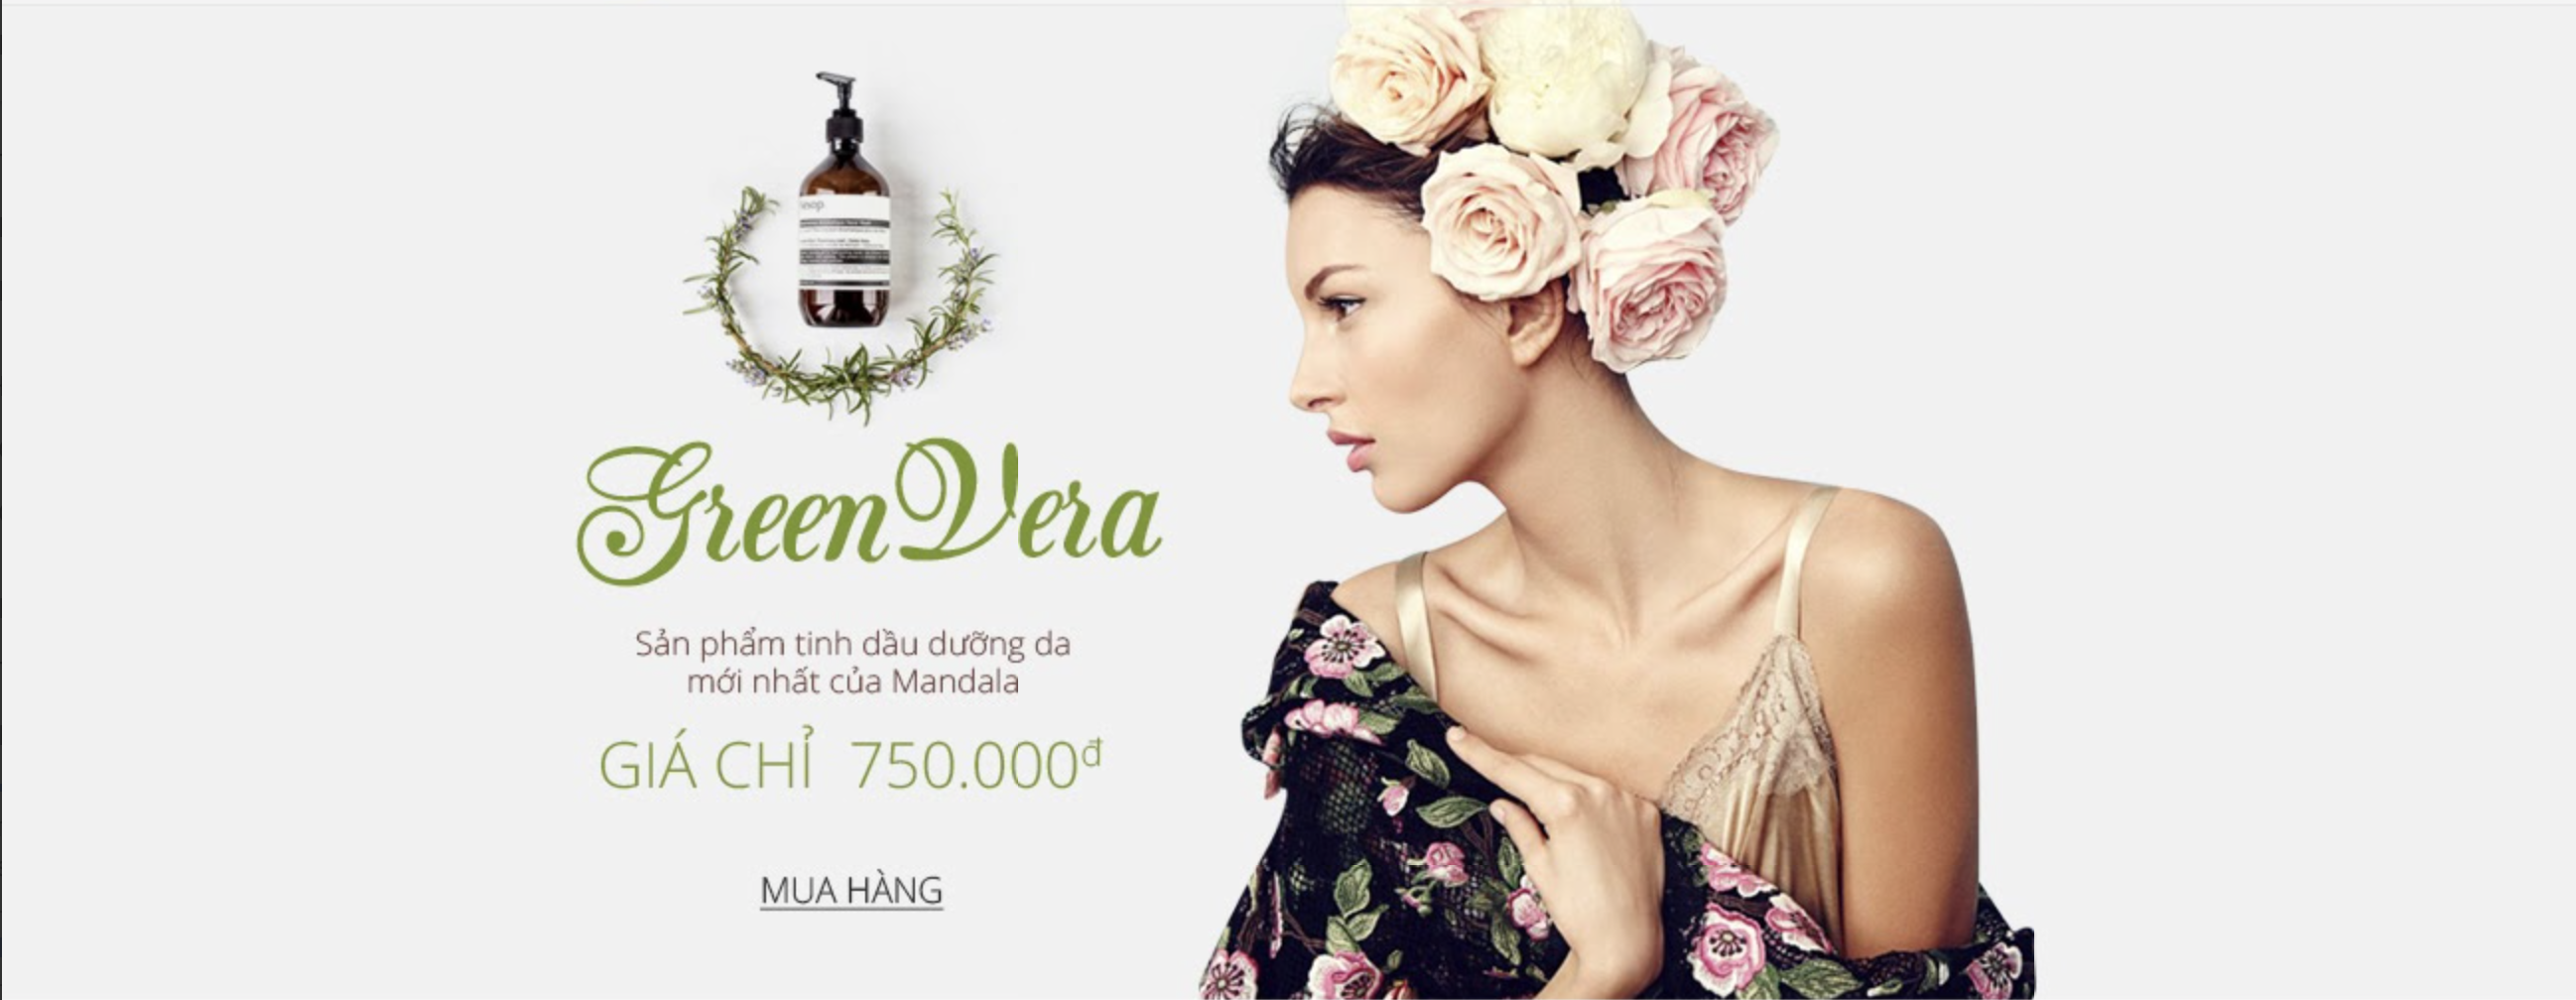 GreenVera
Sản phẩm tinh dầu dưỡng da
mới nhất của Mandala
GIÁ CHỈ 750.000đ
MUA HÀNG